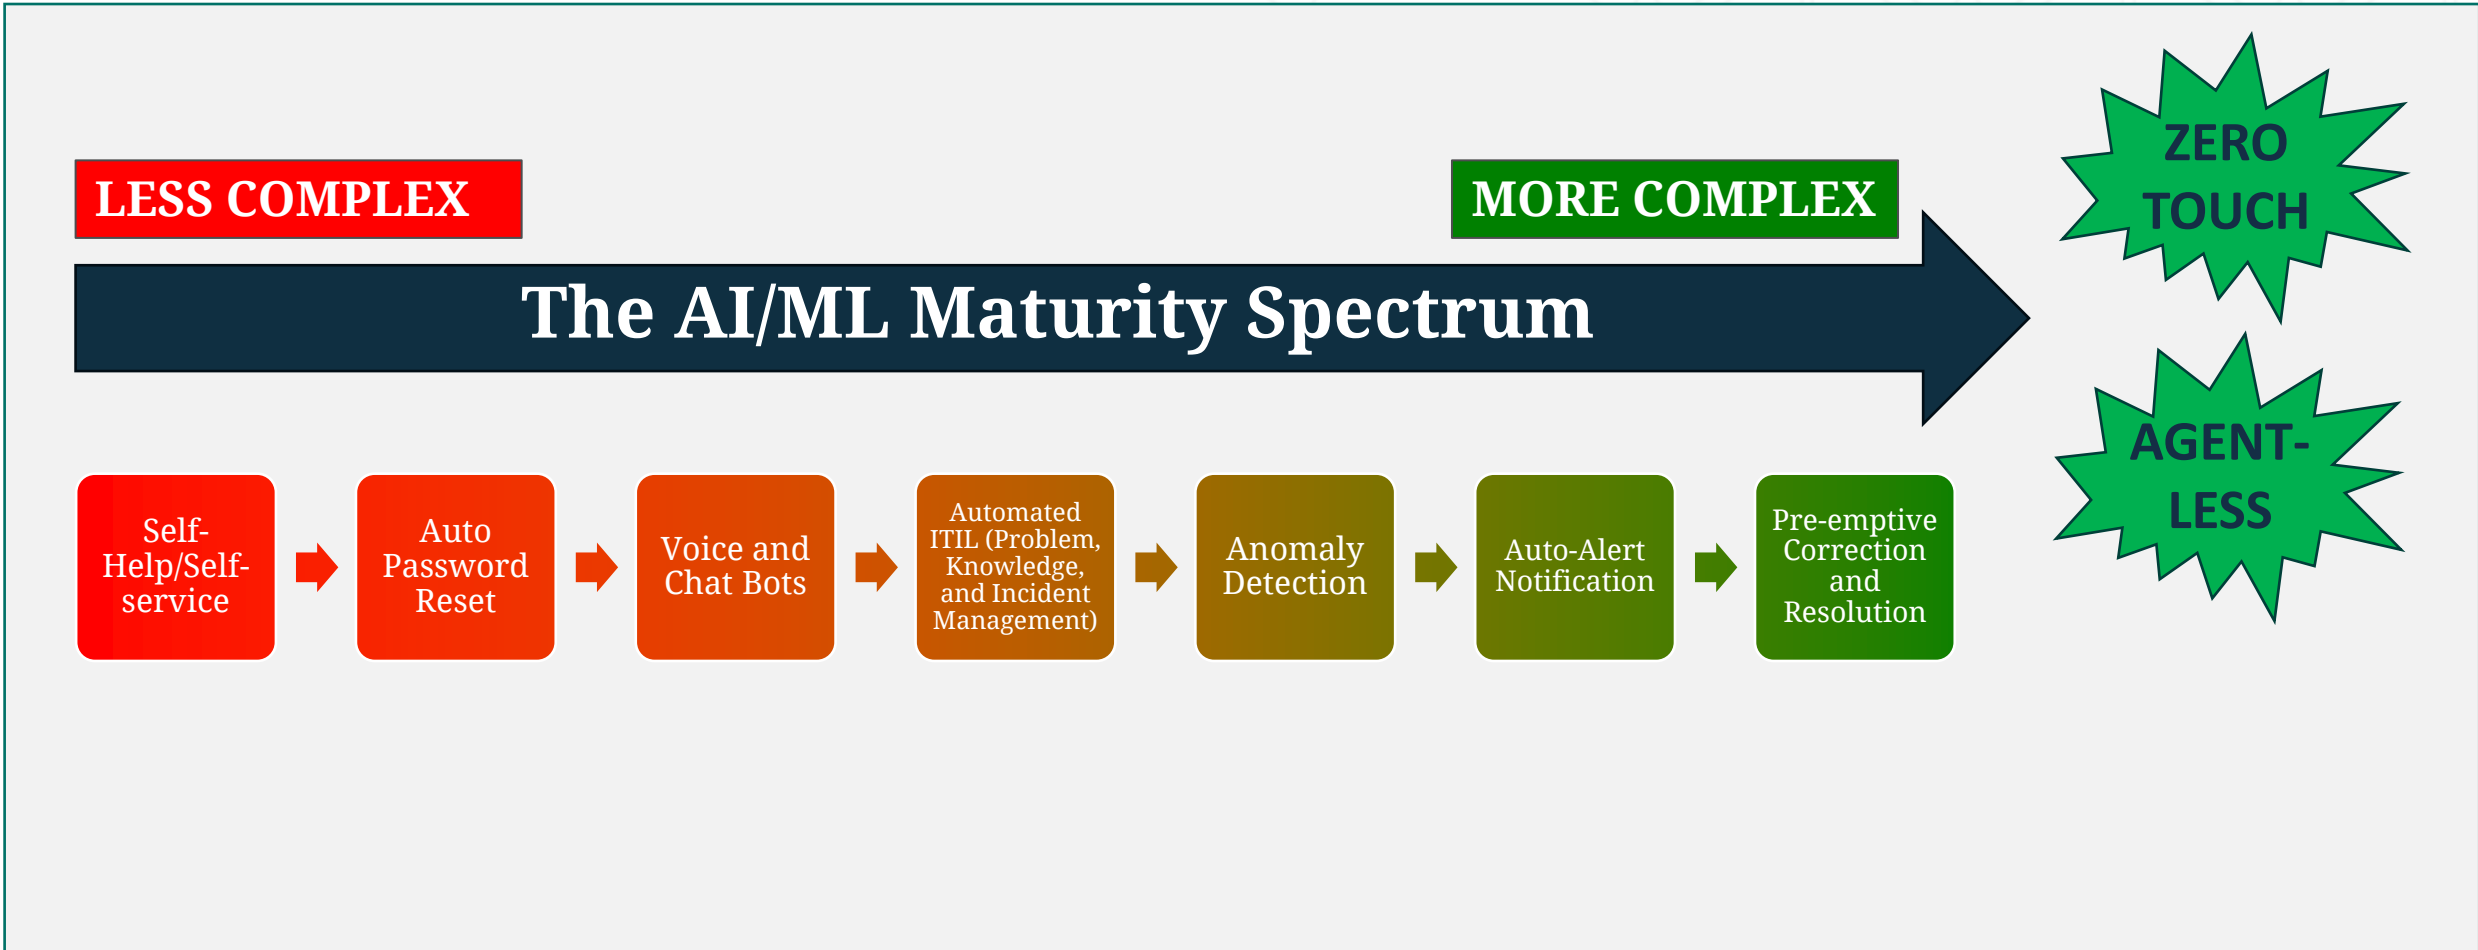 ZERO
TOUCH
LESS COMPLEX
MORE COMPLEX
The AI/ML Maturity Spectrum
AGENT-
LESS
Self-
Help/Self-
service
Auto
Password
Reset
Voice and
Chat Bots
Automated
ITIL (Problem,
Knowledge,
and Incident
Management)
Anomaly
Detection
Auto-Alert
Notification
Pre-emptive
Correction
and
Resolution